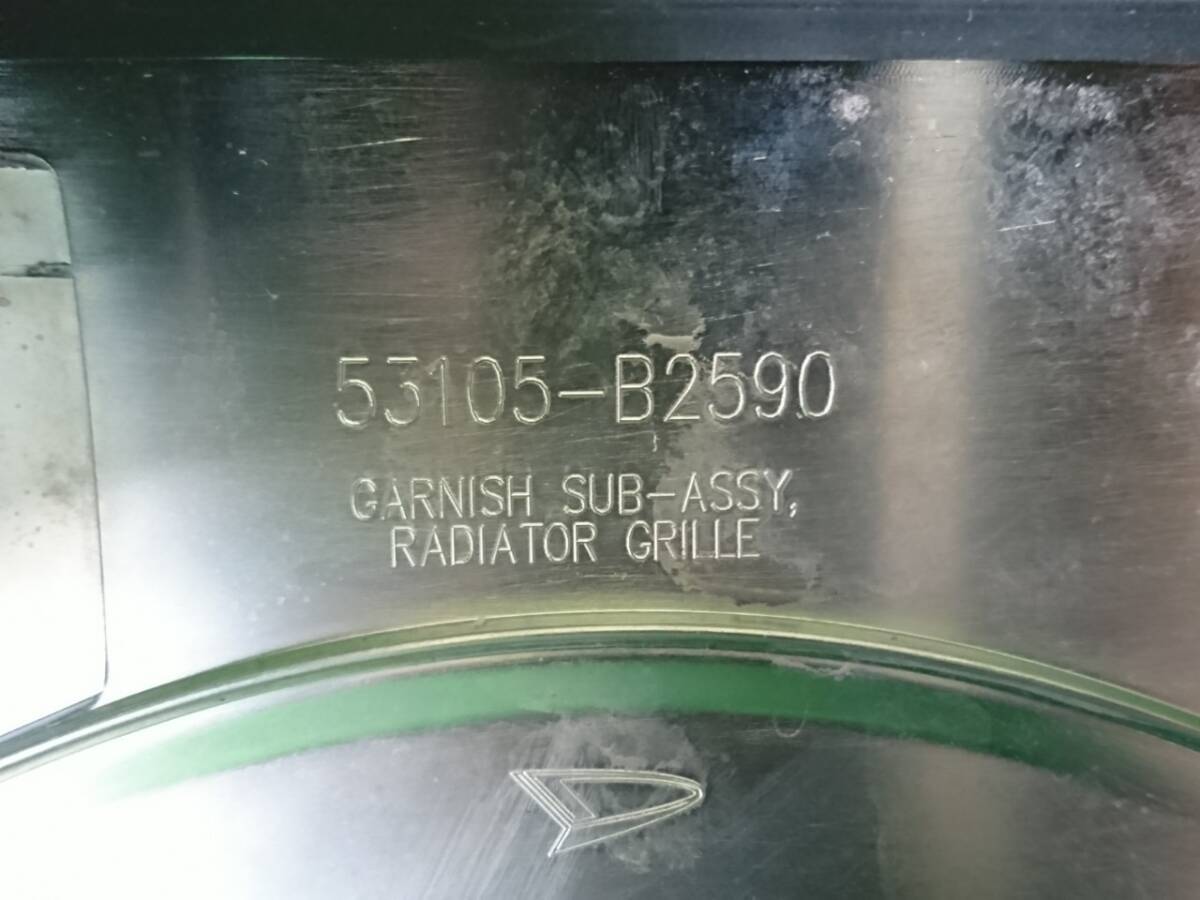 53105-B2590
GARNISH SUB-ASSY,
RADIATOR GRILLE